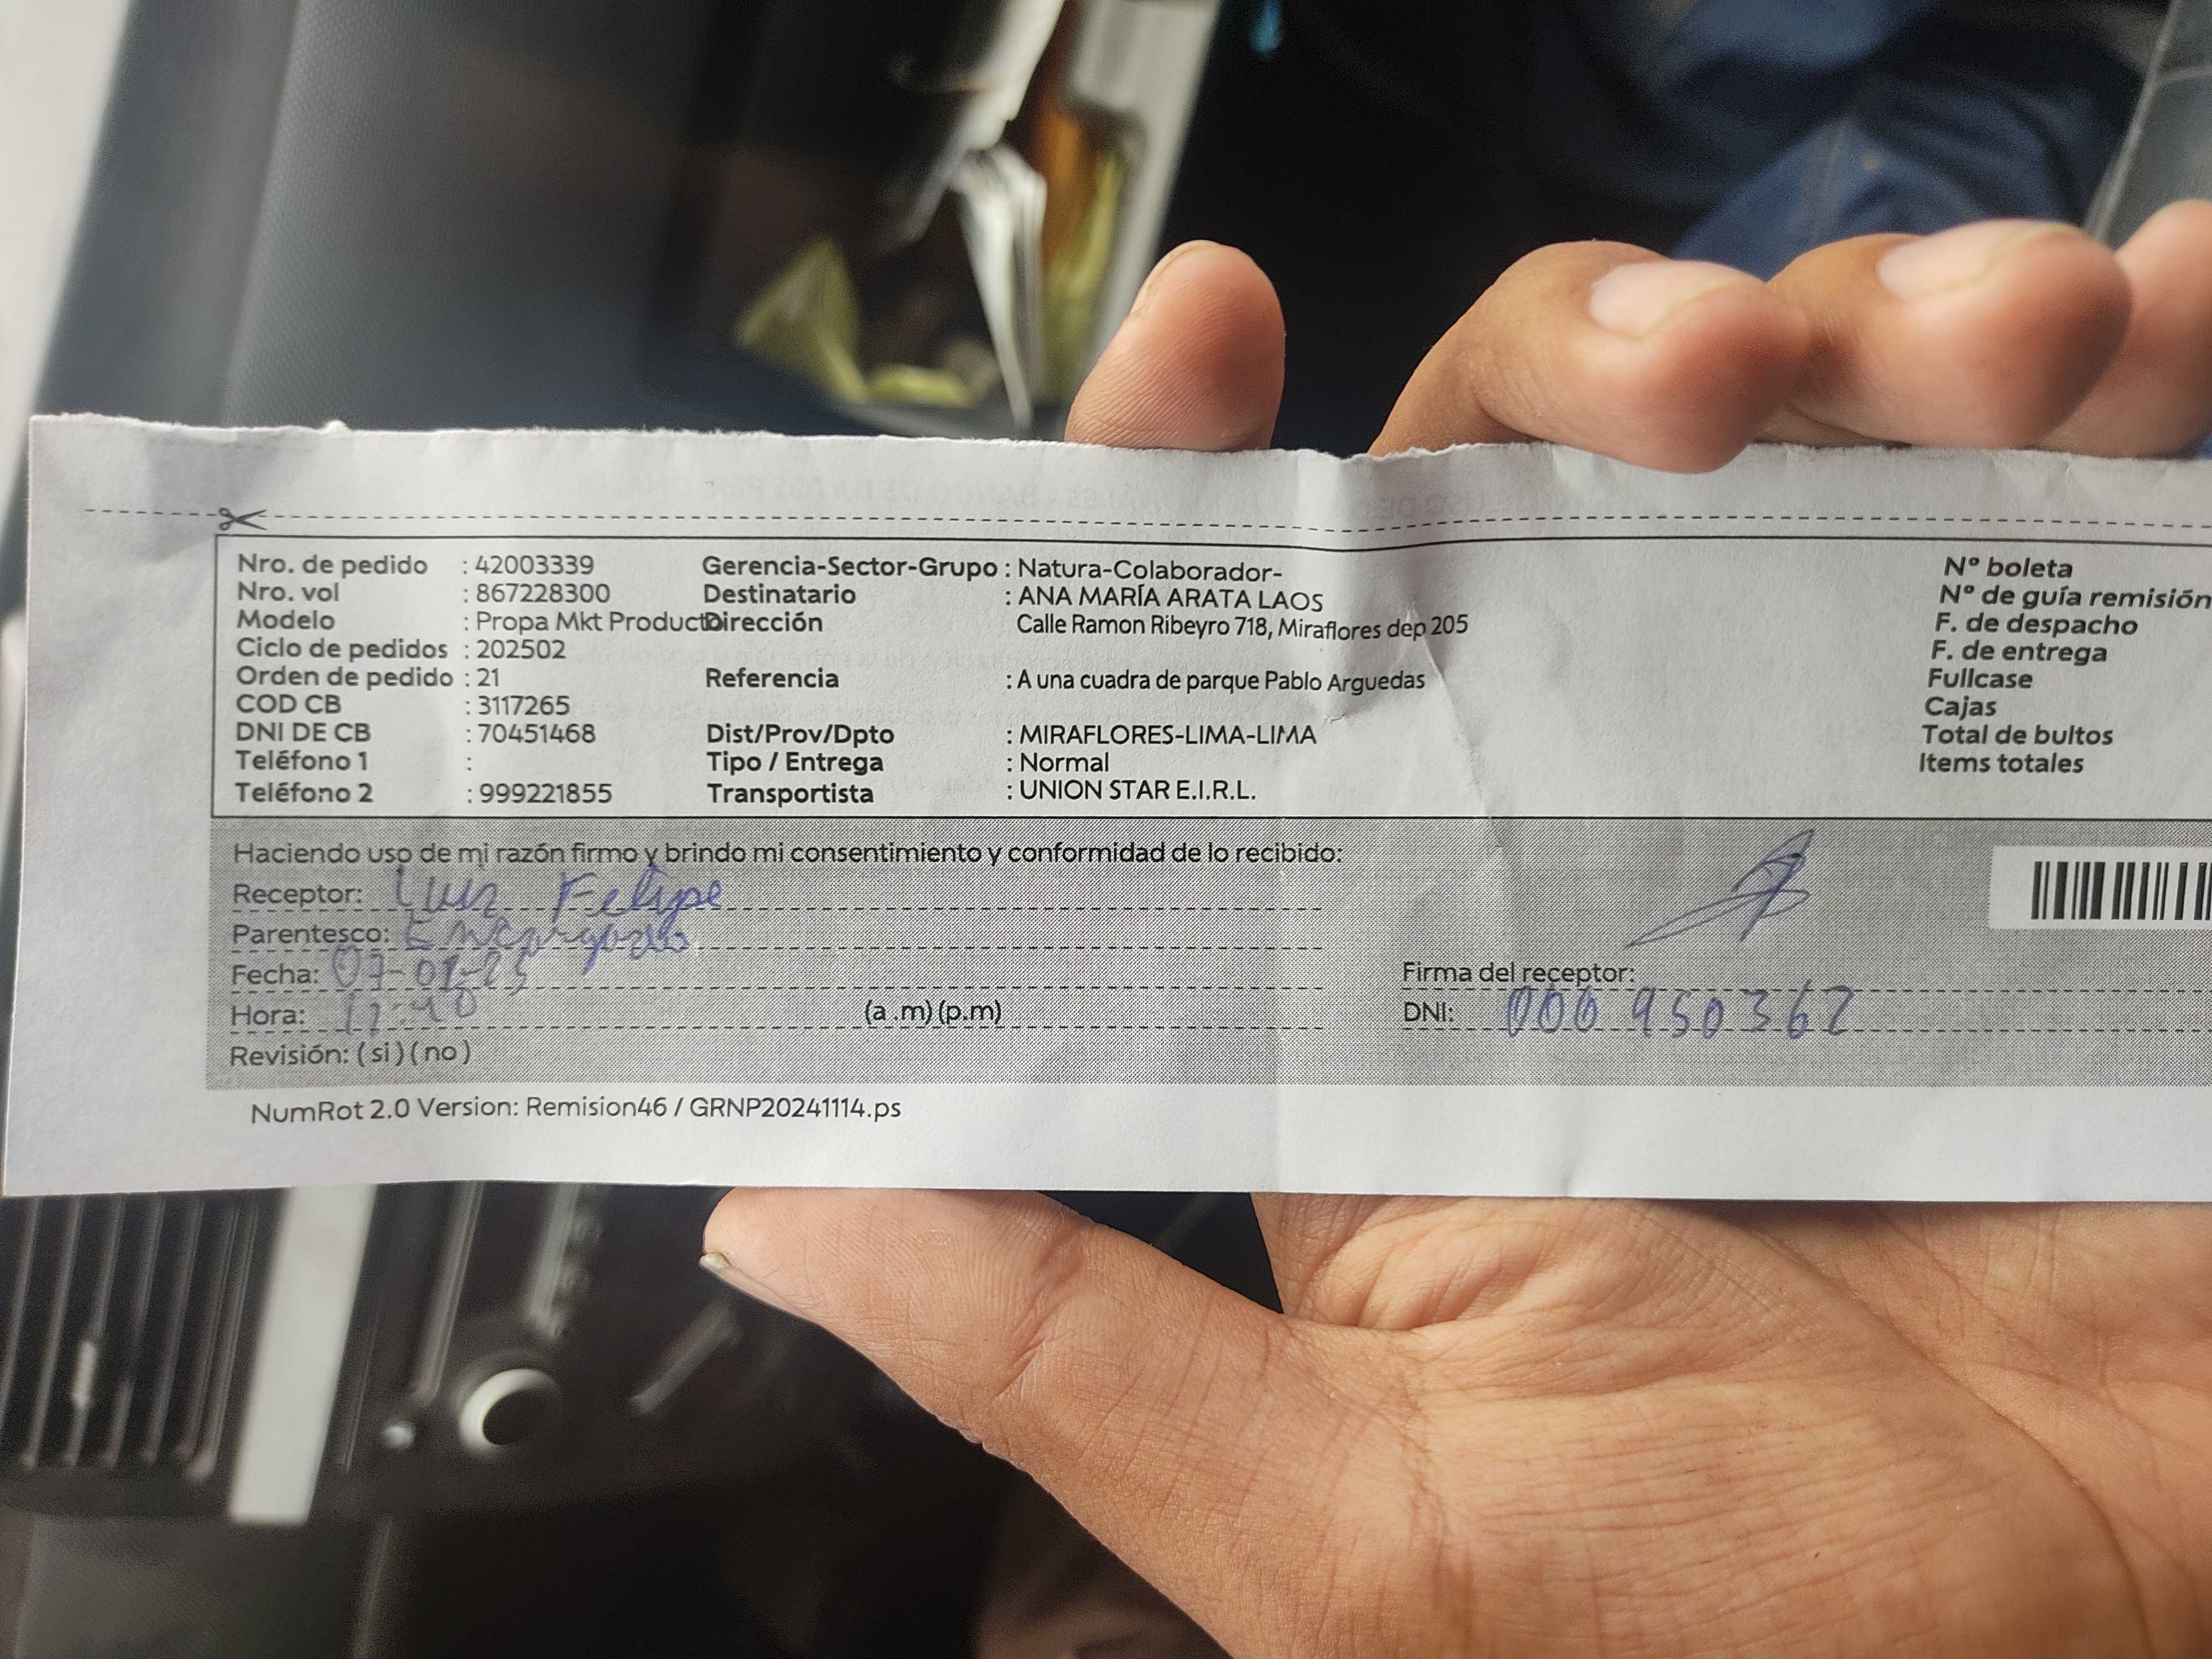 Nro. de pedido : 42003339 Gerencia-Sector-Grupo : Natura-Colaborador- N° boleta
Nro. vol : 867228300 Destinatario : ANA MARÍA ARATA LAOS N° de guía remisión
Modelo : Propa Mkt Producto Dirección Calle Ramon Ribeyro 718, Miraflores dep 205 F. de despacho
Ciclo de pedidos : 202502 F. de entrega
Orden de pedido : 21 Referencia : A una cuadra de parque Pablo Arguedas Fullcase
COD CB : 3117265 Cajas
DNI DE CB : 70451468 Dist/Prov/Dpto : MIRAFLORES-LIMA-LIMA Total de bultos
Teléfono 1 : Tipo / Entrega : Normal Items totales
Teléfono 2 : 999221855 Transportista : UNION STAR E.I.R.L.
Haciendo uso de mi razón firmo y brindo mi consentimiento y conformidad de lo recibido:
Receptor: Luis Felipe
Parentesco: Encargado
Fecha: Firma del receptor:
Hora: (a .m) (p.m) DNI: 000 950362
Revisión: ( si ) ( no )
NumRot 2.0 Version: Remision46 / GRNP20241114.ps